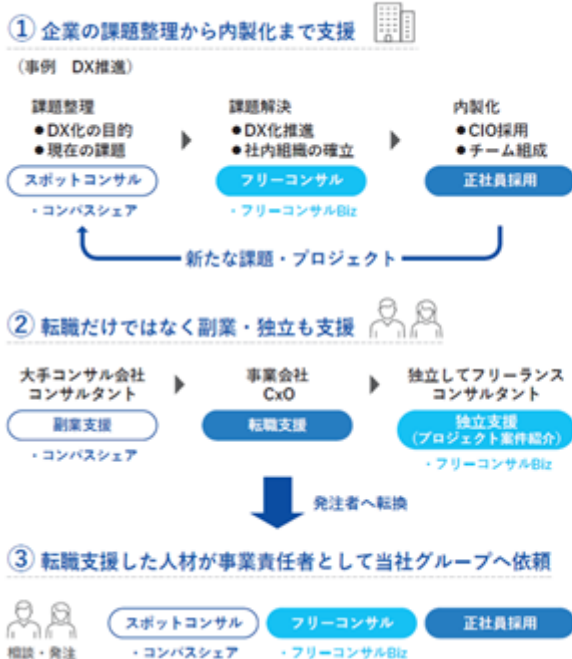 ① 企業の課題整理から内製化まで支援
（事例　DX推進）
課題整理
●DX化の目的
●現在の課題
スポットコンサル
・コンパスシェア
課題解決
●DX化推進
●社内組織の確立
フリーコンサル
・フリーコンサルBiz
内製化
●CIO採用
●チーム組成
正社員採用
新たな課題・プロジェクト
② 転職だけではなく副業・独立も支援
大手コンサル会社
コンサルタント
副業支援
・コンパスシェア
事業会社
CxO
転職支援
独立してフリーランス
コンサルタント
独立支援
(プロジェクト案件紹介)
・フリーコンサルBiz
発注者へ転換
③ 転職支援した人材が事業責任者として当社グループへ依頼
相談・発注
スポットコンサル
・コンパスシェア
フリーコンサル
・フリーコンサルBiz
正社員採用